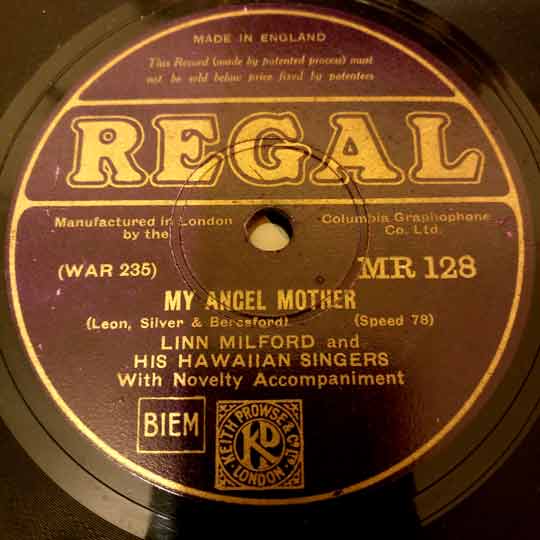 MADE IN ENGLAND
This Record (made by patented process) must
not be sold below price fixed by patentees
REGAL
Manufactured in London Columbia Graphophone
by the Co. Ltd.
(WAR 235) MR 128
MY ANGEL MOTHER
(Leon, Silver & Beresford) (Speed 78)
LINN MILFORD and
HIS HAWAIIAN SINGERS
With Novelty Accompaniment
BIEM
KEITH PROWSE & Co LTD
KP
LONDON